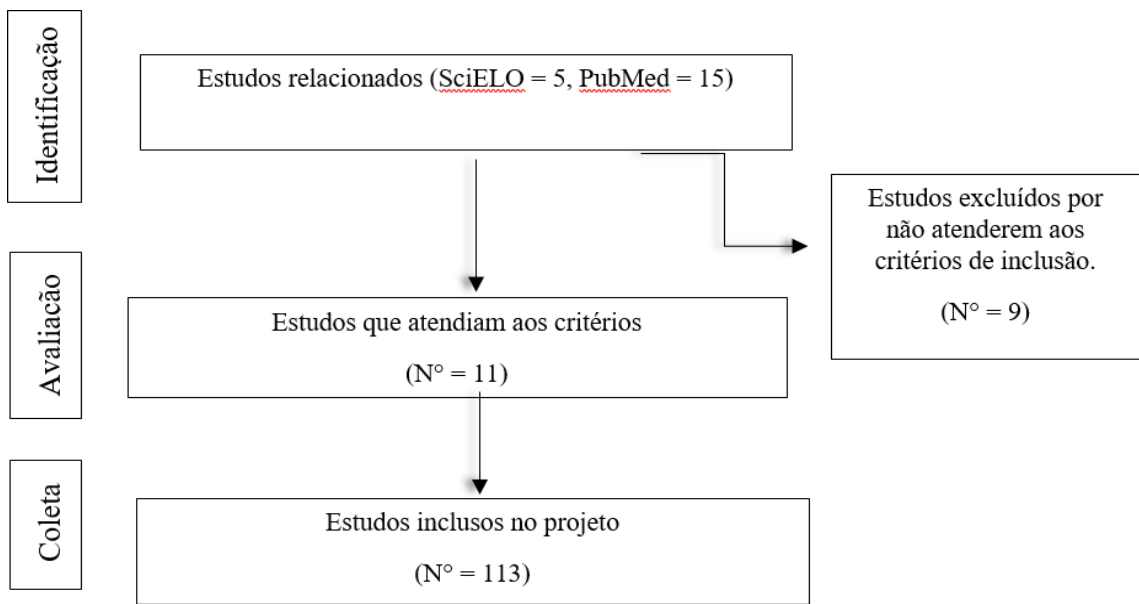 Identificação
Estudos relacionados (SciELO = 5, PubMed = 15)
Estudos excluídos por
não atenderem aos
critérios de inclusão.
(N° = 9)
Avaliação
Estudos que atendiam aos critérios
(N° = 11)
Coleta
Estudos inclusos no projeto
(N° = 113)